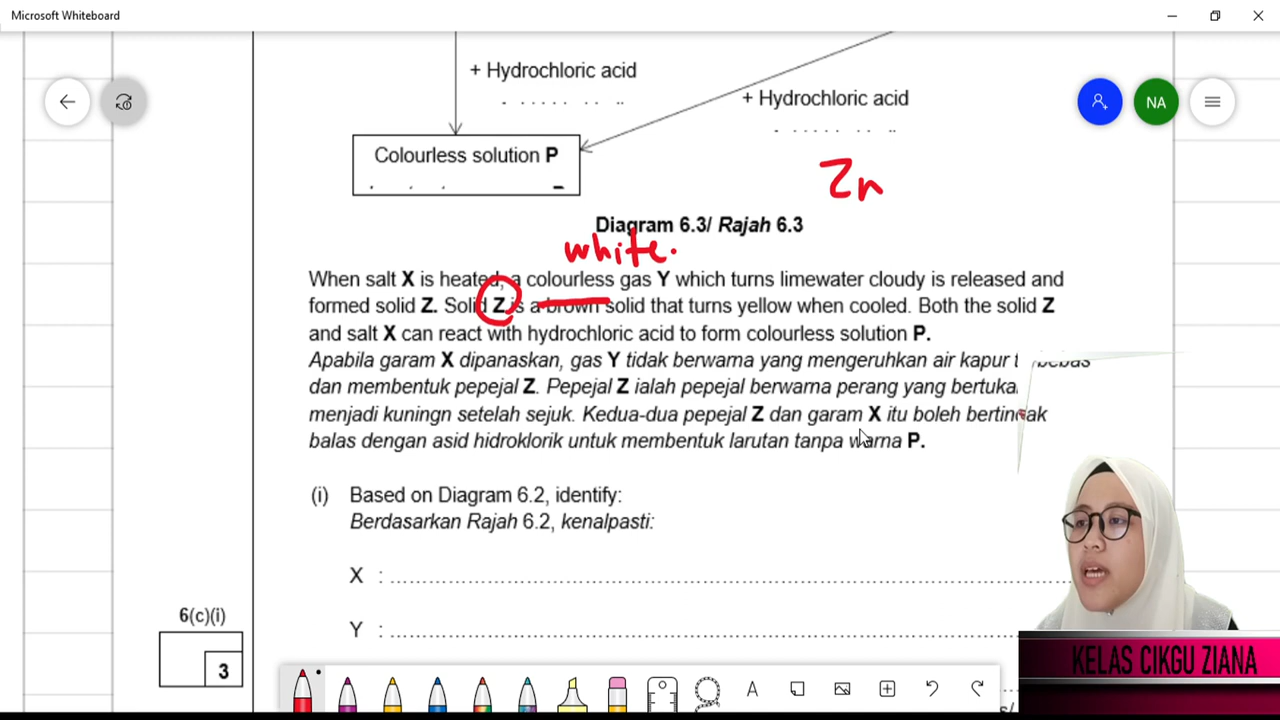 Microsoft Whiteboard
+ Hydrochloric acid
+ Hydrochloric acid
NA
Colourless solution P
Zn
Diagram 6.3/ Rajah 6.3
white.
When salt X is heated, a colourless gas Y which turns limewater cloudy is released and
formed solid Z. Solid Z is a brown solid that turns yellow when cooled. Both the solid Z
and salt X can react with hydrochloric acid to form colourless solution P.
Apabila garam X dipanaskan, gas Y tidak berwarna yang mengeruhkan air kapur
dan membentuk pepejal Z. Pepejal Z ialah pepejal berwarna perang yang
menjadi kuningn setelah sejuk. Kedua-dua pepejal Z dan garam X itu boleh bertindak
balas dengan asid hidroklorik untuk membentuk larutan tanpa warna P.
(i) Based on Diagram 6.2, identify:
Berdasarkan Rajah 6.2, kenalpasti:
X :
6(c)(i)
Y :
3
KELAS CIKGU ZIANA
A